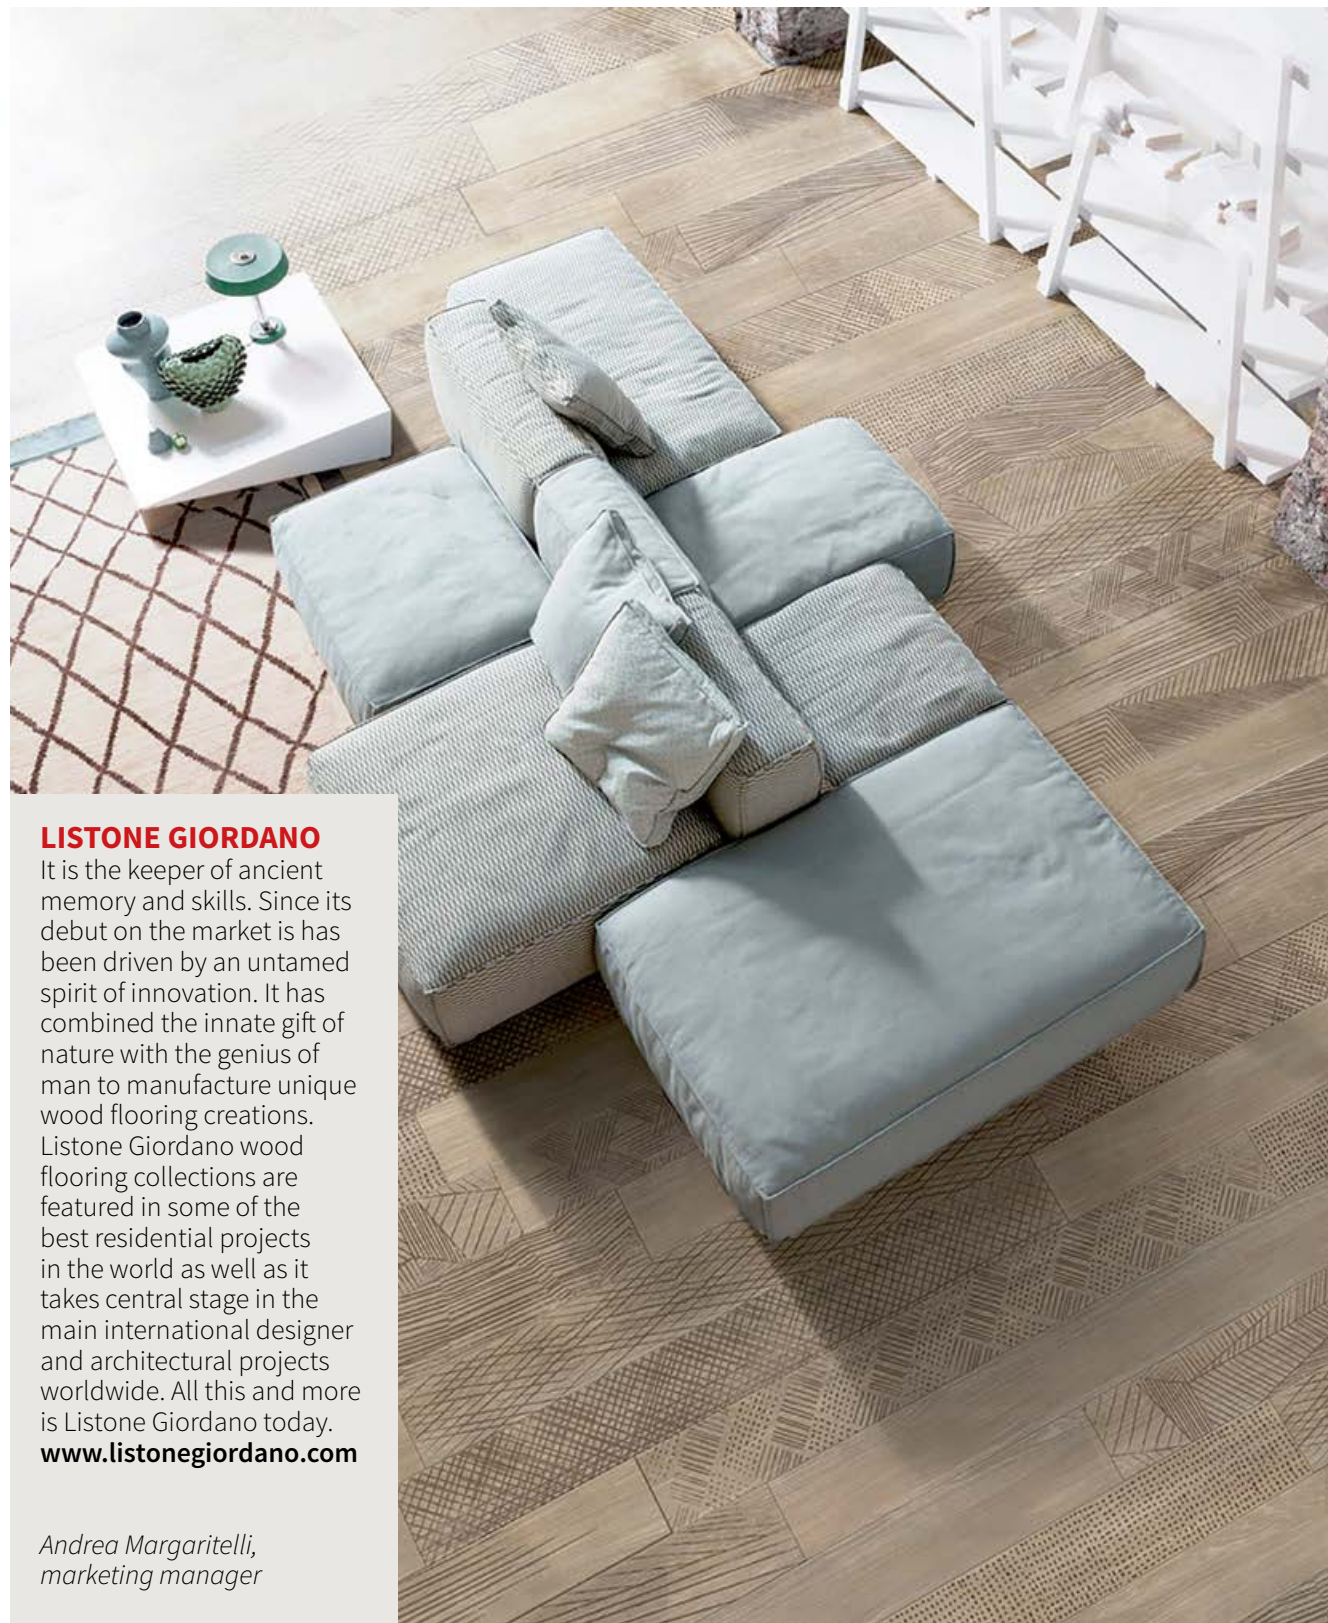 LISTONE GIORDANO
It is the keeper of ancient
memory and skills. Since its
debut on the market is has
been driven by an untamed
spirit of innovation. It has
combined the innate gift of
nature with the genius of
man to manufacture unique
wood flooring creations.
Listone Giordano wood
flooring collections are
featured in some of the
best residential projects
in the world as well as it
takes central stage in the
main international designer
and architectural projects
worldwide. All this and more
is Listone Giordano today.
www.listonegiordano.com
Andrea Margaritelli,
marketing manager